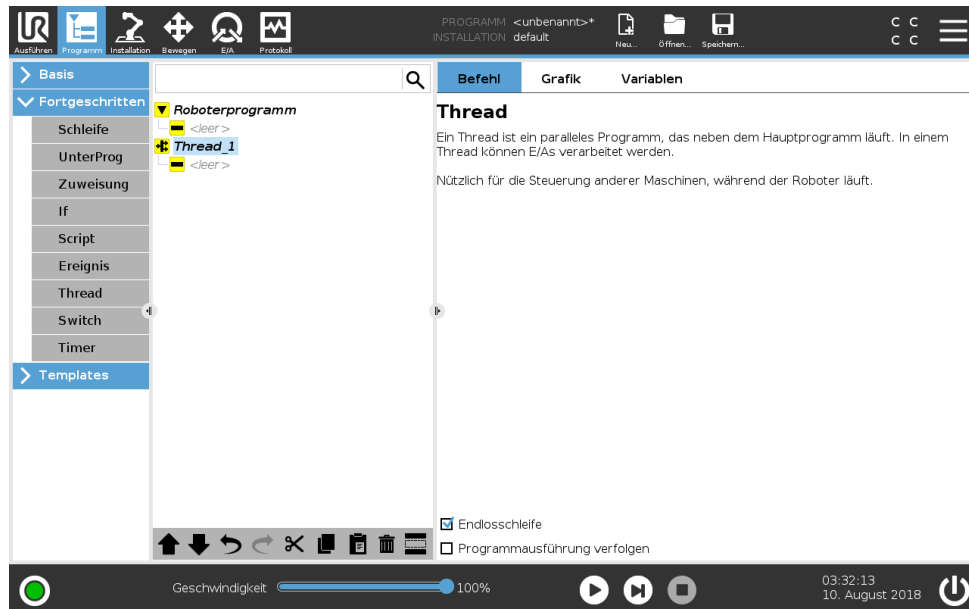 PROGRAMM <unbenannt>*
INSTALLATION default
C C
C C
Ausführen Programm Installation Bewegen E/A Protokoll Neu... Öffnen... Speichern...
Basis
Fortgeschritten
Schleife
UnterProg
Zuweisung
If
Script
Ereignis
Thread
Switch
Timer
Templates
Roboterprogramm
<leer>
Thread_1
<leer>
Befehl Grafik Variablen
Thread
Ein Thread ist ein paralleles Programm, das neben dem Hauptprogramm läuft. In einem
Thread können E/As verarbeitet werden.
Nützlich für die Steuerung anderer Maschinen, während der Roboter läuft.
Endlosschleife
Programmausführung verfolgen
Geschwindigkeit 100%
03:32:13
10. August 2018